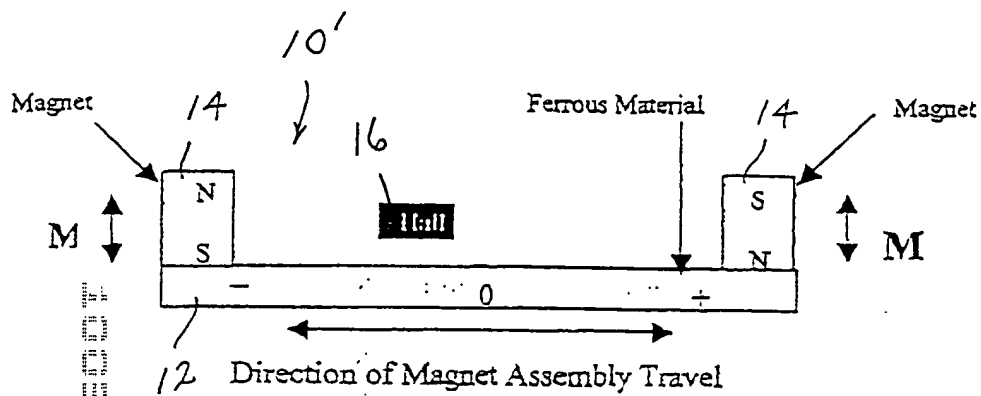 10'
Magnet 14 Ferrous Material 14 Magnet
16
N S
Hall
M M
S N
- 0 +
12 Direction of Magnet Assembly Travel